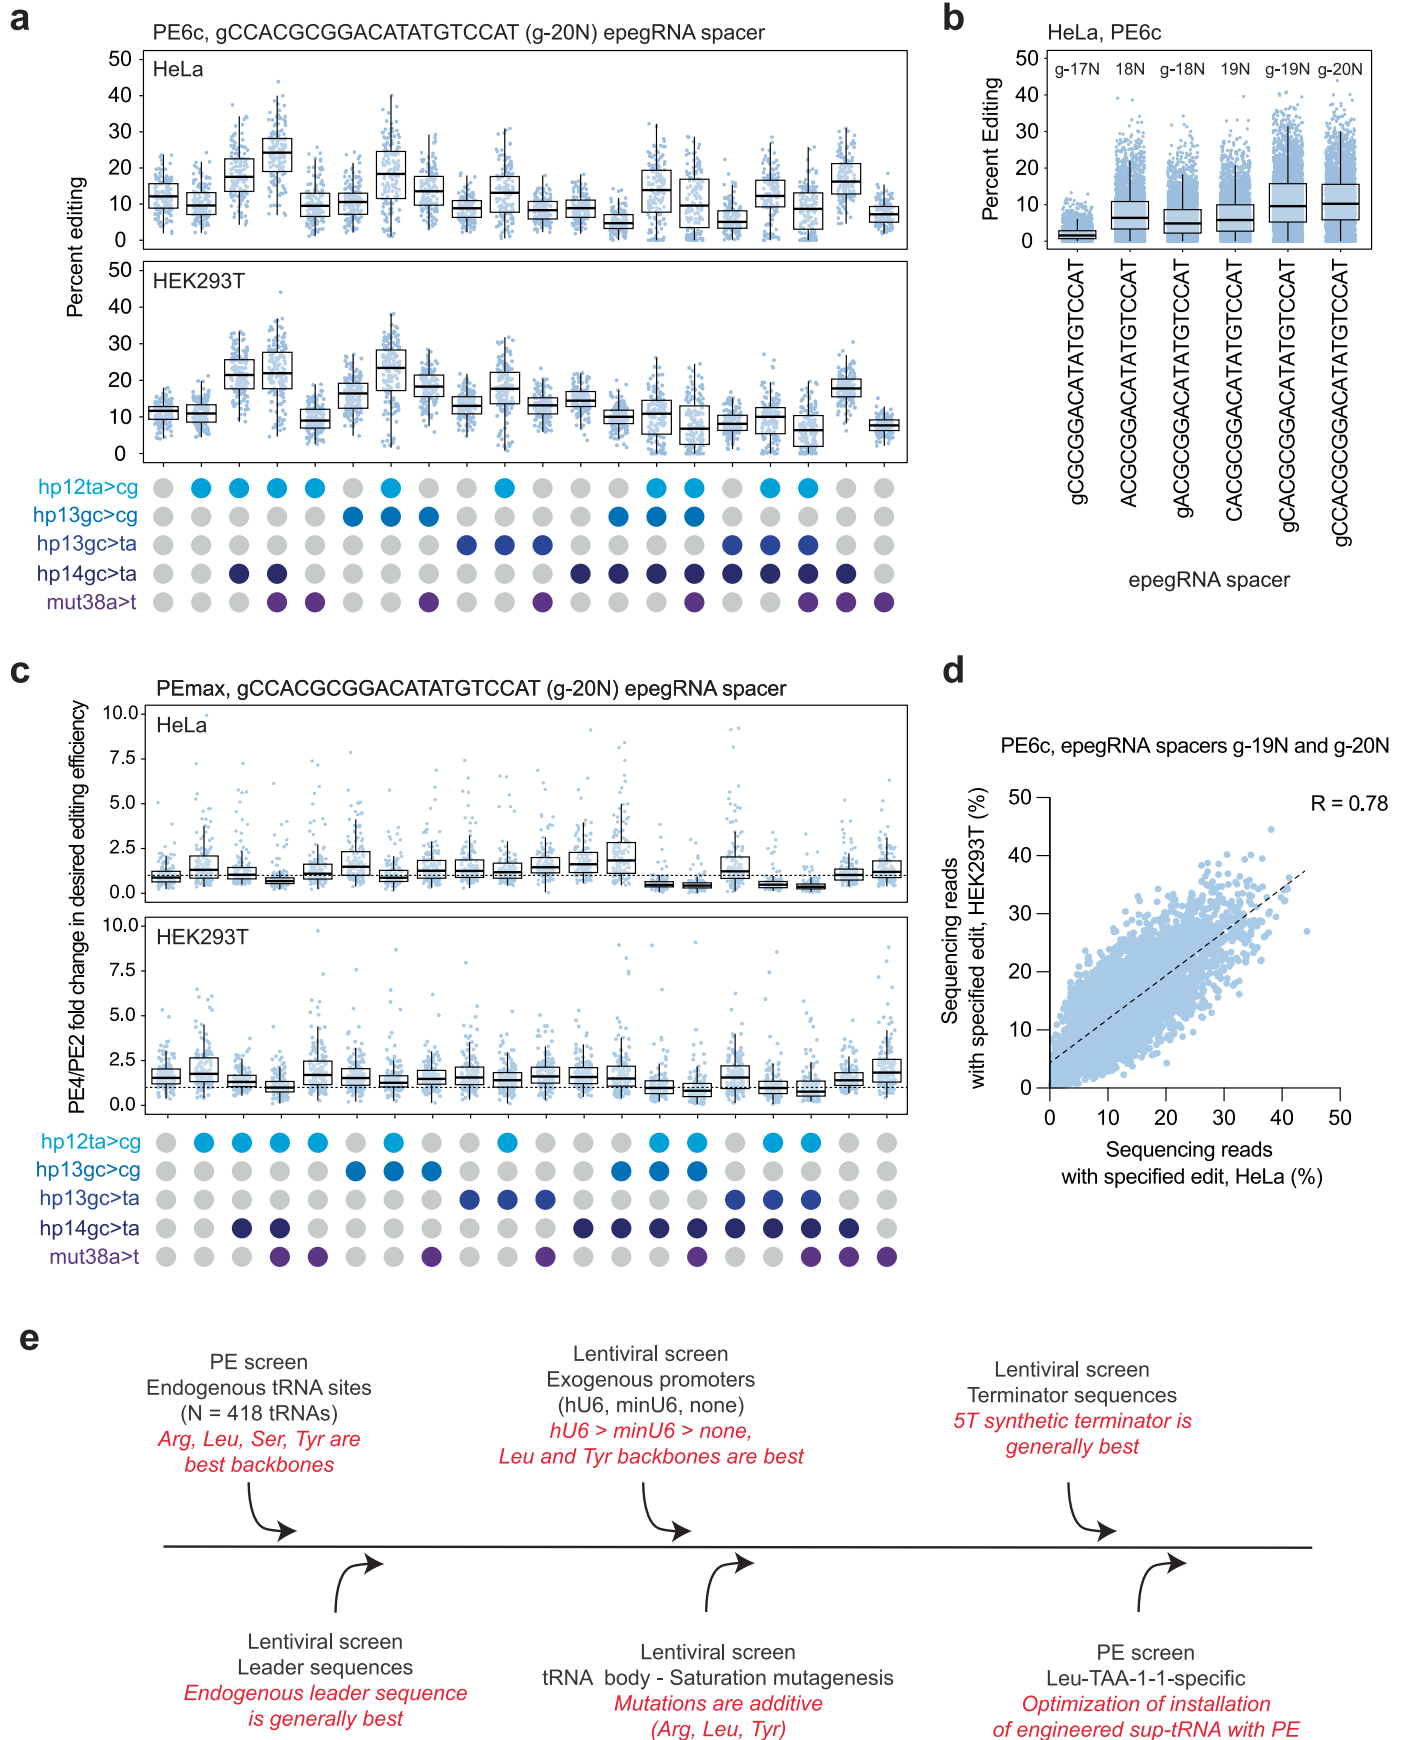 a
PE6c, gCCACGCGGACATATGTCCAT (g-20N) epegRNA spacer
HeLa
50
40
30
20
10
0
HEK293T
50
40
30
20
10
0
Percent editing
hp12ta>cg
hp13gc>cg
hp13gc>ta
hp14gc>ta
mut38a>t
b
HeLa, PE6c
g-17N 18N g-18N 19N g-19N g-20N
50
40
30
20
10
0
Percent Editing
gCGCGGACATATGTCCAT
ACGCGGACATATGTCCAT
gACGCGGACATATGTCCAT
CACGCGGACATATGTCCAT
gCACGCGGACATATGTCCAT
gCCACGCGGACATATGTCCAT
epegRNA spacer
c
PEmax, gCCACGCGGACATATGTCCAT (g-20N) epegRNA spacer
HeLa
10.0
7.5
5.0
2.5
0.0
HEK293T
10.0
7.5
5.0
2.5
0.0
PE4/PE2 fold change in desired editing efficiency
hp12ta>cg
hp13gc>cg
hp13gc>ta
hp14gc>ta
mut38a>t
d
PE6c, epegRNA spacers g-19N and g-20N
R = 0.78
50
40
30
20
10
0
Sequencing reads
with specified edit, HEK293T (%)
0 10 20 30 40 50
Sequencing reads
with specified edit, HeLa (%)
e
PE screen
Endogenous tRNA sites
(N = 418 tRNAs)
Arg, Leu, Ser, Tyr are
best backbones
Lentiviral screen
Exogenous promoters
(hU6, minU6, none)
hU6 > minU6 > none,
Leu and Tyr backbones are best
Lentiviral screen
Terminator sequences
5T synthetic terminator is
generally best
Lentiviral screen
Leader sequences
Endogenous leader sequence
is generally best
Lentiviral screen
tRNA body - Saturation mutagenesis
Mutations are additive
(Arg, Leu, Tyr)
PE screen
Leu-TAA-1-1-specific
Optimization of installation
of engineered sup-tRNA with PE